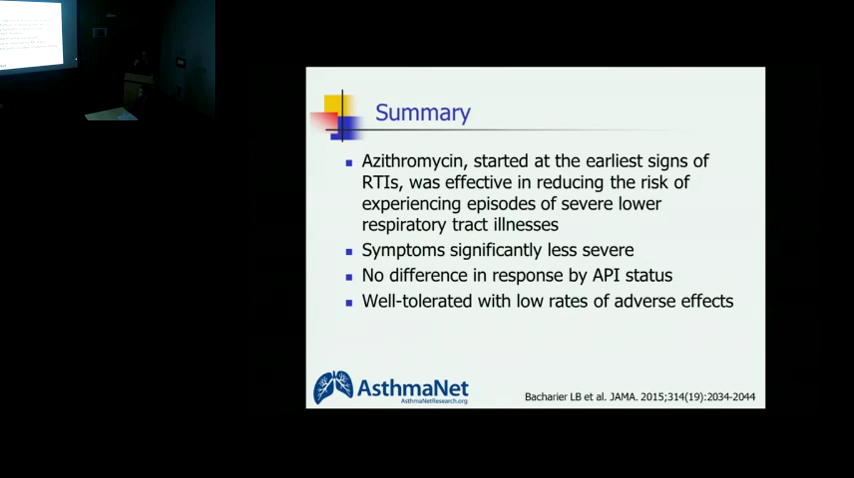 Summary
Azithromycin, started at the earliest signs of
RTIs, was effective in reducing the risk of
experiencing episodes of severe lower
respiratory tract illnesses
Symptoms significantly less severe
No difference in response by API status
Well-tolerated with low rates of adverse effects
AsthmaNet
AsthmaNetResearch.org
Bacharier LB et al. JAMA. 2015;314(19):2034-2044